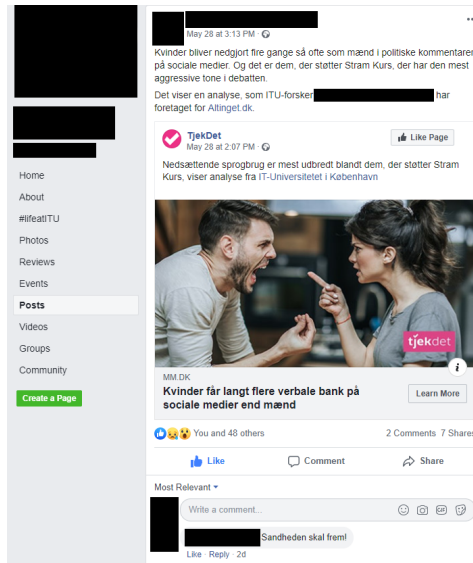 May 28 at 3:13 PM ·
Kvinder bliver nedgjort fire gange så ofte som mænd i politiske kommentarer
på sociale medier. Og det er dem, der støtter Stram Kurs, der har den mest
aggressive tone i debatten.
Det viser en analyse, som ITU-forsker har
foretaget for Altinget.dk.
TjekDet
May 28 at 2:07 PM ·
Like Page
Nedsættende sprogbrug er mest udbredt blandt dem, der støtter Stram
Kurs, viser analyse fra IT-Universitetet i København
tjekdet
MM.DK
Kvinder får langt flere verbale bank på
sociale medier end mænd
Learn More
You and 48 others
2 Comments 7 Shares
Like
Comment
Share
Most Relevant
Write a comment...
GIF
Sandheden skal frem!
Like · Reply · 2d
Home
About
#lifeatITU
Photos
Reviews
Events
Posts
Videos
Groups
Community
Create a Page